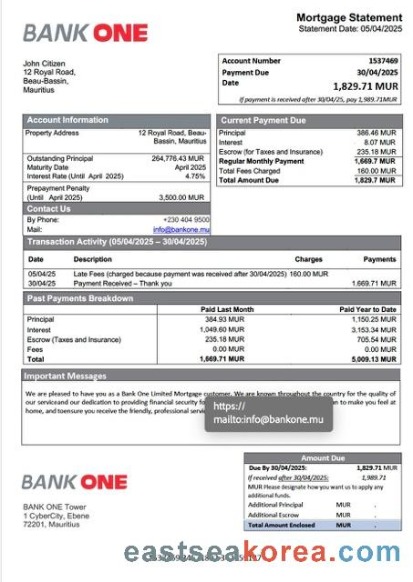 BANK ONE
Mortgage Statement
Statement Date: 05/04/2025
John Citizen
12 Royal Road,
Beau-Bassin,
Mauritius
Account Number 1537469
Payment Due 30/04/2025
Date 1,829.71 MUR
If payment is received after 30/04/25, pay 1,989.71MUR
Account Information
Property Address 12 Royal Road, Beau-
Bassin, Mauritius
Outstanding Principal 264,776.43 MUR
Maturity Date April 2025
Interest Rate (Until April 2025) 4.75%
Prepayment Penalty
(Until April 2025) 3,500.00 MUR
Contact Us
By Phone: +230 404 9500
Mail: info@bankone.mu
Current Payment Due
Principal 386.46 MUR
Interest 8.07 MUR
Escrow (for Taxes and Insurance) 235.18 MUR
Regular Monthly Payment 1,669.7 MUR
Total Fees Charged 160.00 MUR
Total Amount Due 1,829.7 MUR
Transaction Activity (05/04/2025 – 30/04/2025)
Date Description Charges Payments
05/04/25 Late Fees (charged because payment was received after 30/04/2025) 160.00 MUR
30/04/25 Payment Received – Thank you 1,669.71 MUR
Past Payments Breakdown
Paid Last Month Paid Year to Date
Principal 384.93 MUR 1,150.25 MUR
Interest 1,049.60 MUR 3,153.34 MUR
Escrow (Taxes and Insurance) 235.18 MUR 705.54 MUR
Fees 0.00 MUR 0.00 MUR
Total 1,669.71 MUR 5,009.13 MUR
Important Messages
We are pleased to have you as a Bank One Limited Mortgage customer. We are known throughout the country for the quality of
our serviceand our dedication to providing financial security fo an to make you feel at
home, and toensure you receive the friendly, professional servi
https://
mailto:info@bankone.mu
BANK ONE
BANK ONE Tower
1 CyberCity, Ebene
72201, Mauritius
Amount Due
Due By 30/04/2025: 1,829.71 MUR
If received after 30/04/2025: 1,989.71
MUR Please designate how you want us to apply any
additional funds.
Additional Principal MUR .
Additional Escrow MUR .
Total Amount Enclosed MUR .
eastseakorea.com